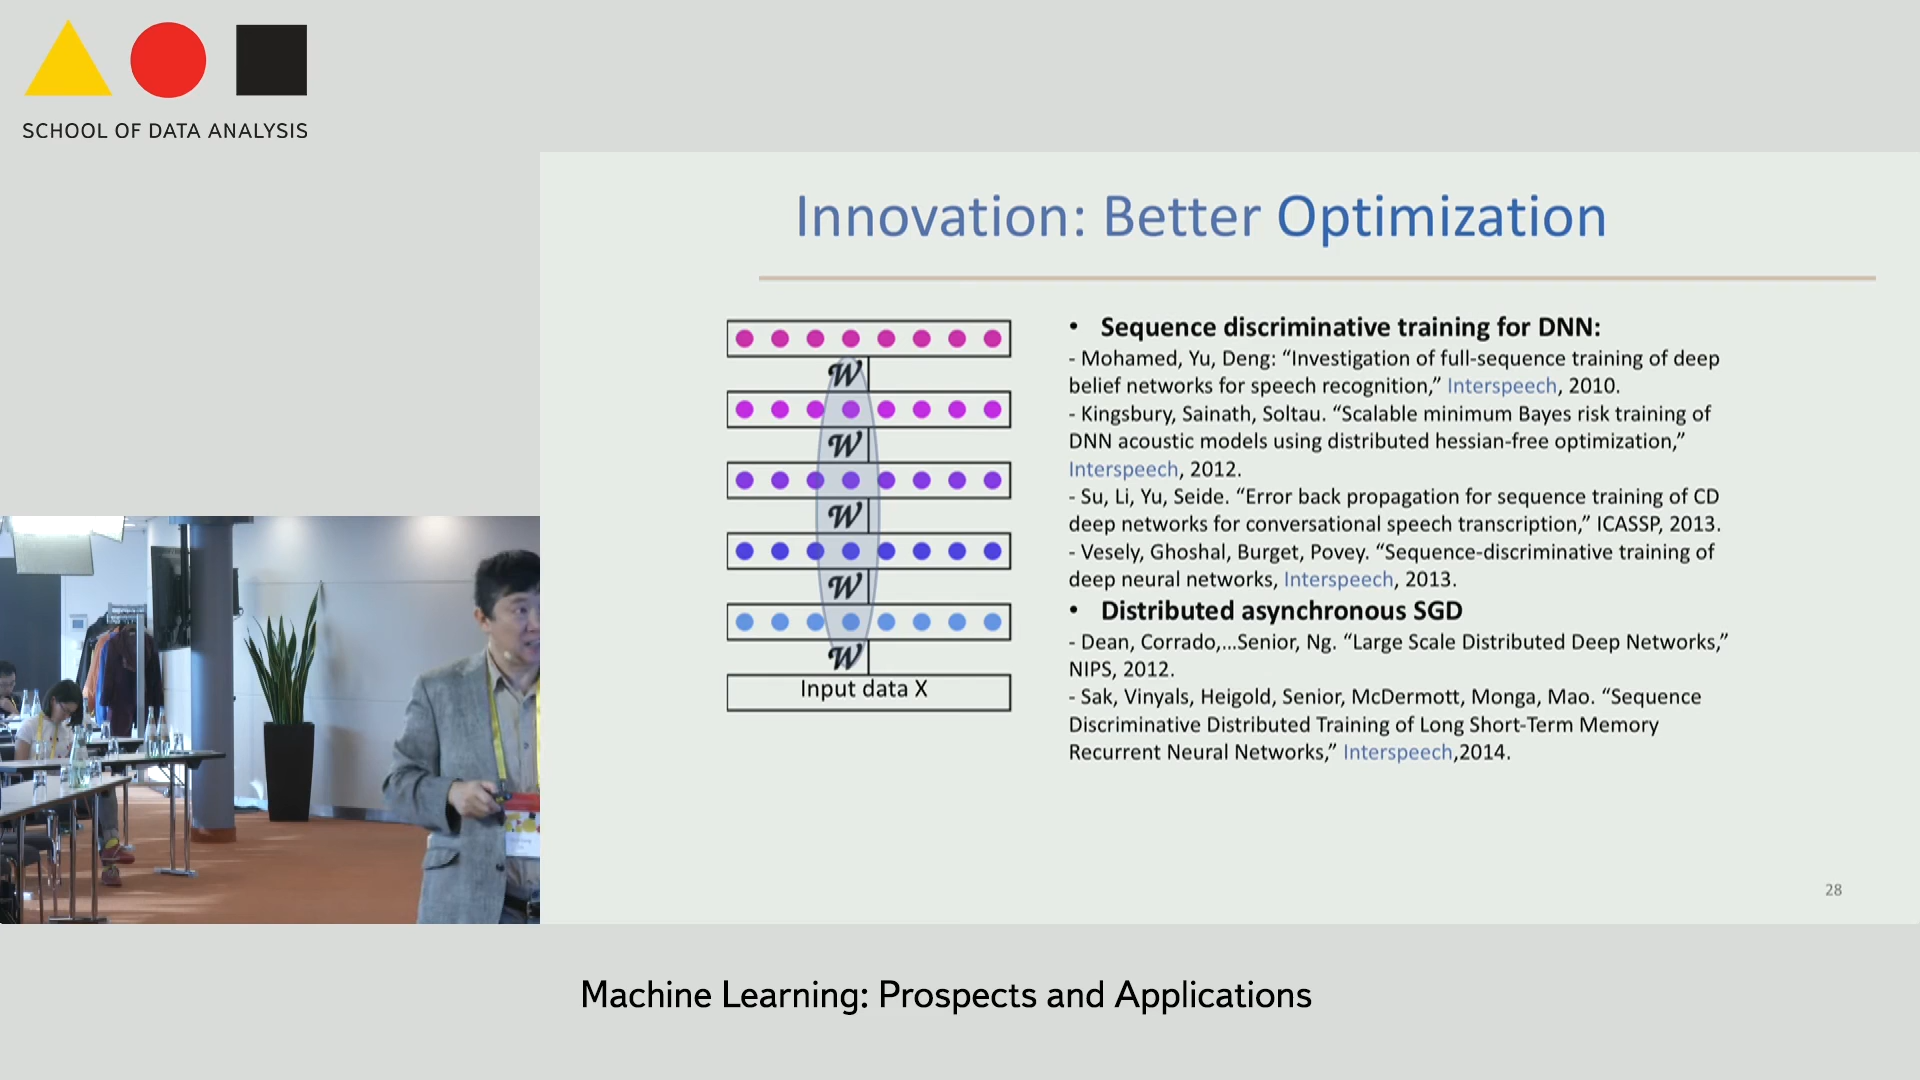 SCHOOL OF DATA ANALYSIS
Innovation: Better Optimization
W
W
W
W
W
Input data X
• Sequence discriminative training for DNN:
- Mohamed, Yu, Deng: “Investigation of full-sequence training of deep
belief networks for speech recognition,” Interspeech, 2010.
- Kingsbury, Sainath, Soltau. “Scalable minimum Bayes risk training of
DNN acoustic models using distributed hessian-free optimization,”
Interspeech, 2012.
- Su, Li, Yu, Seide. “Error back propagation for sequence training of CD
deep networks for conversational speech transcription,” ICASSP, 2013.
- Vesely, Ghoshal, Burget, Povey. “Sequence-discriminative training of
deep neural networks, Interspeech, 2013.
• Distributed asynchronous SGD
- Dean, Corrado,...Senior, Ng. “Large Scale Distributed Deep Networks,”
NIPS, 2012.
- Sak, Vinyals, Heigold, Senior, McDermott, Monga, Mao. “Sequence
Discriminative Distributed Training of Long Short-Term Memory
Recurrent Neural Networks,” Interspeech,2014.
28
Machine Learning: Prospects and Applications